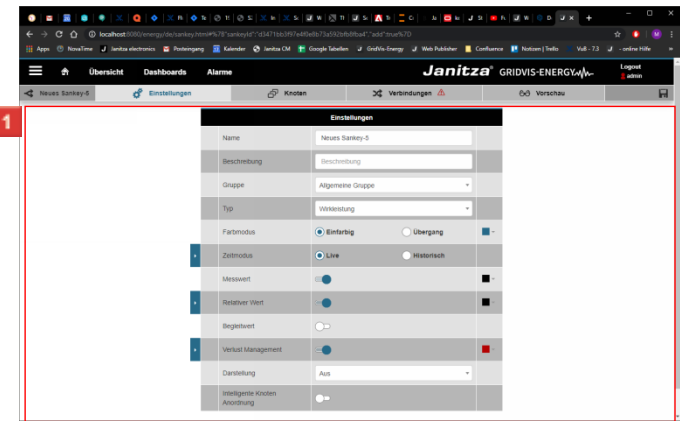 localhost:8080/energy/de/sankey.html#%7B"sankeyId":"d3471bb3f97e4f0e8b73a592bfb8fba4","add":true%7D
Apps NovaTime Janitza electronics Posteingang Kalender Janitza CM Google Tabellen GridVis-Energy Web Publisher Confluence Notizen | Trello VuB - 7.3 - online Hilfe »
Übersicht Dashboards Alarme Janitza® GRIDVIS-ENERGY Logout
admin
Neues Sankey-5 Einstellungen Knoten Verbindungen Vorschau
1
Einstellungen
Name Neues Sankey-5
Beschreibung Beschreibung
Gruppe Allgemeine Gruppe
Typ Wirkleistung
Farbmodus Einfarbig Übergang
Zeitmodus Live Historisch
Messwert
Relativer Wert
Begleitwert
Verlust Management
Darstellung Aus
Intelligente Knoten
Anordnung